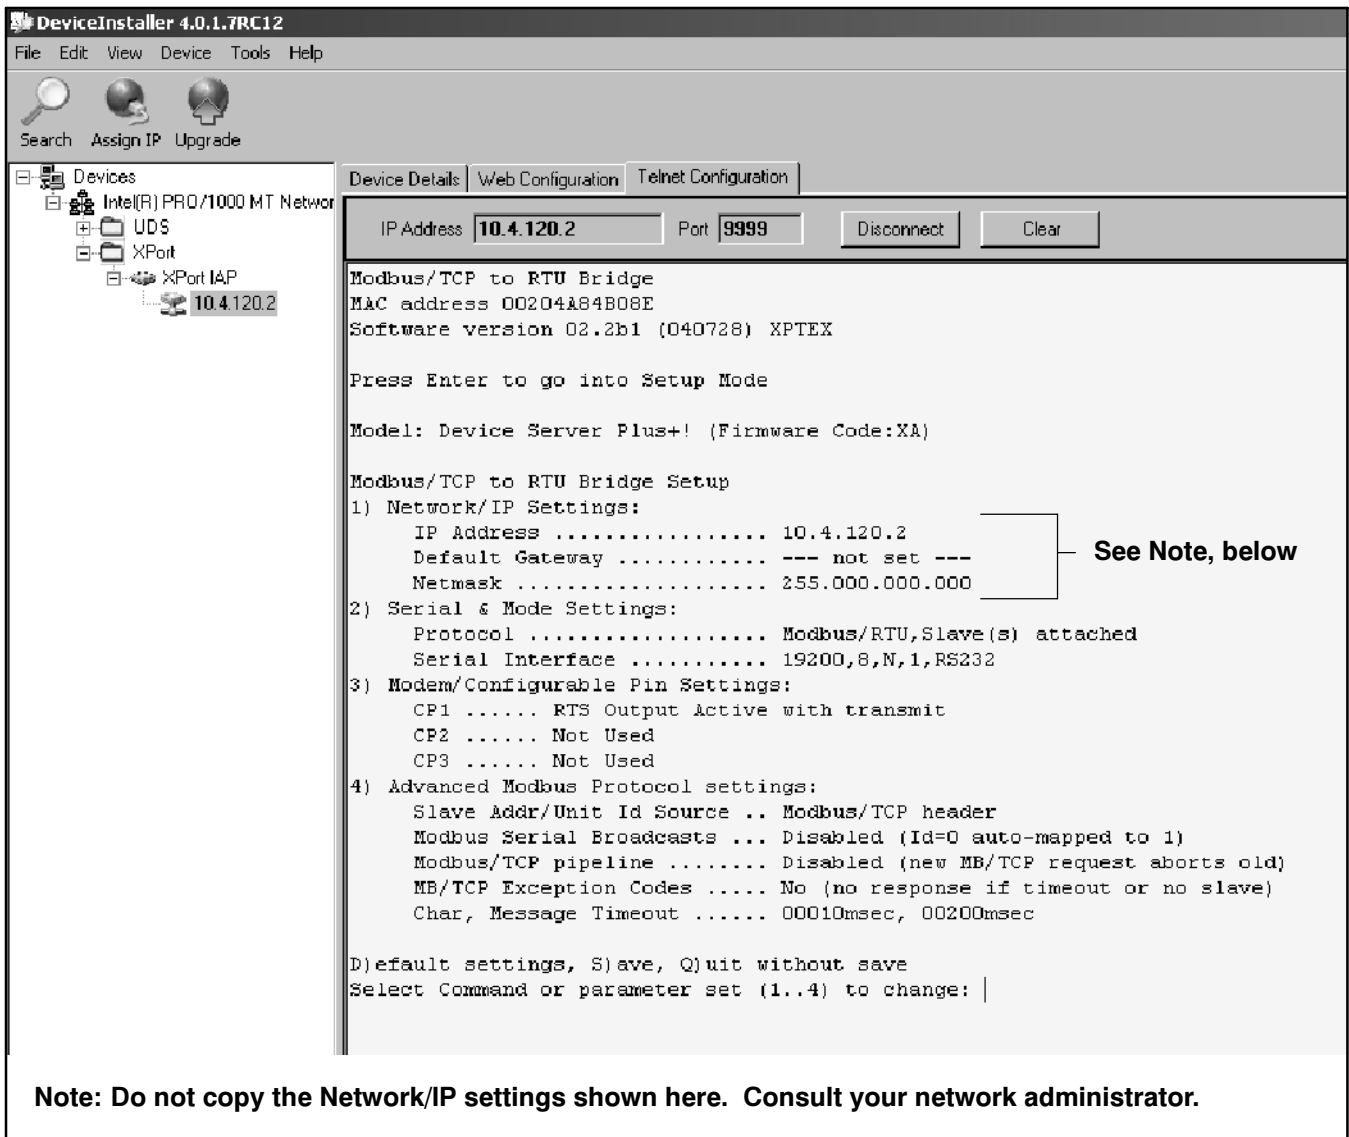 DeviceInstaller 4.0.1.7RC12
File Edit View Device Tools Help
Search Assign IP Upgrade
Devices
Intel(R) PRO/1000 MT Networ
UDS
XPort
XPort IAP
10.4.120.2
Device Details Web Configuration Telnet Configuration
IP Address 10.4.120.2 Port 9999 Disconnect Clear
Modbus/TCP to RTU Bridge
MAC address 00204A84B08E
Software version 02.2b1 (040728) XPTEX
Press Enter to go into Setup Mode
Model: Device Server Plus+! (Firmware Code:XA)
Modbus/TCP to RTU Bridge Setup
1) Network/IP Settings:
IP Address ................. 10.4.120.2
Default Gateway ............ --- not set ---
Netmask .................... 255.000.000.000
See Note, below
2) Serial & Mode Settings:
Protocol ................... Modbus/RTU,Slave(s) attached
Serial Interface ........... 19200,8,N,1,RS232
3) Modem/Configurable Pin Settings:
CP1 ...... RTS Output Active with transmit
CP2 ...... Not Used
CP3 ...... Not Used
4) Advanced Modbus Protocol settings:
Slave Addr/Unit Id Source .. Modbus/TCP header
Modbus Serial Broadcasts ... Disabled (Id=0 auto-mapped to 1)
Modbus/TCP pipeline ........ Disabled (new MB/TCP request aborts old)
MB/TCP Exception Codes ..... No (no response if timeout or no slave)
Char, Message Timeout ...... 00010msec, 00200msec
D)efault settings, S)ave, Q)uit without save
Select Command or parameter set (1..4) to change:
Note: Do not copy the Network/IP settings shown here. Consult your network administrator.